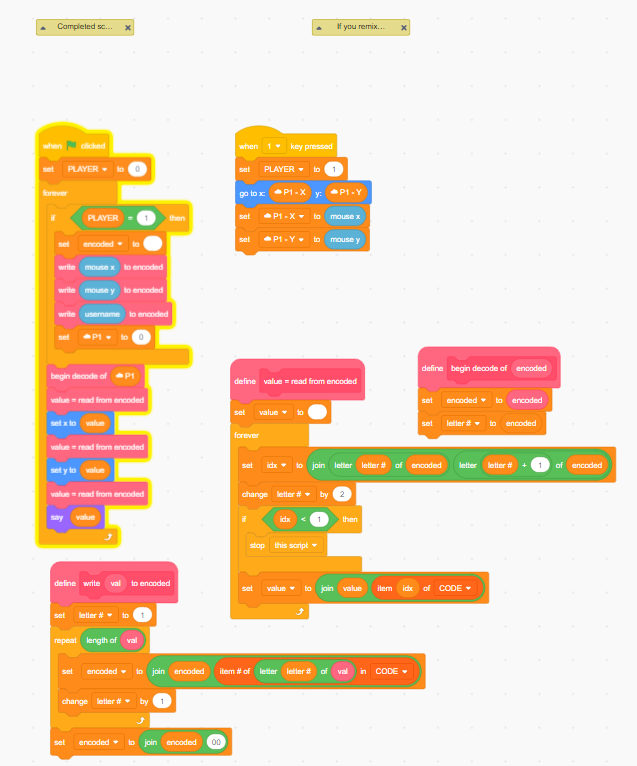 Completed sc...
If you remix...
when clicked
set PLAYER to 0
forever
if PLAYER = 1 then
set encoded to
write mouse x to encoded
write mouse y to encoded
write username to encoded
set P1 to 0
begin decode of P1
value = read from encoded
set x to value
value = read from encoded
set y to value
value = read from encoded
say value
when 1 key pressed
set PLAYER to 1
go to x: P1 - X y: P1 - Y
set P1 - X to mouse x
set P1 - Y to mouse y
define value = read from encoded
set value to
forever
set idx to join letter letter # of encoded letter letter # + 1 of encoded
change letter # by 2
if idx < 1 then
stop this script
set value to join value item idx of CODE
define begin decode of encoded
set encoded to encoded
set letter # to encoded
define write val to encoded
set letter # to 1
repeat length of val
set encoded to join encoded item # of letter letter # of val in CODE
change letter # by 1
set encoded to join encoded 00